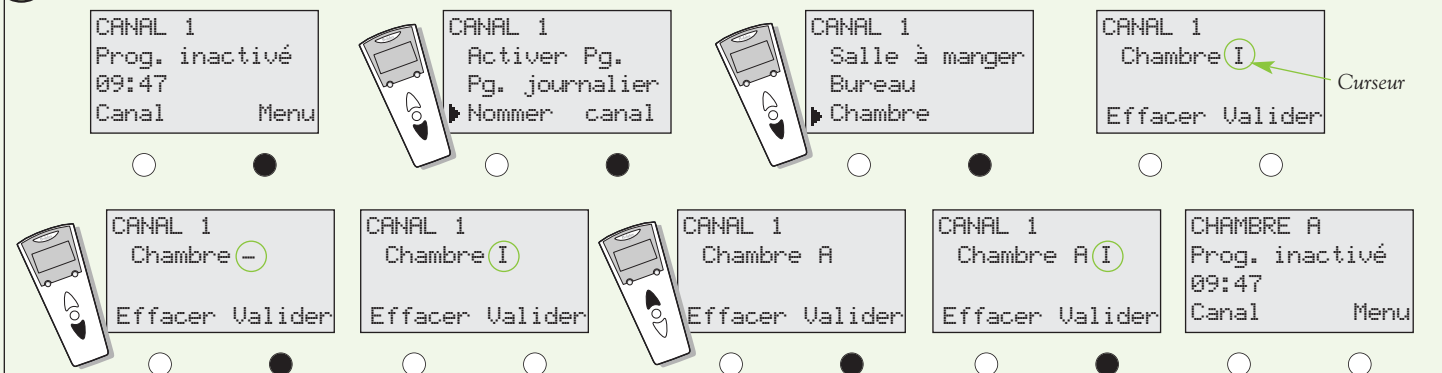 CANAL 1
Prog. inactivé
09:47
Canal Menu
CANAL 1
Activer Pg.
Pg. journalier
Nommer canal
CANAL 1
Salle à manger
Bureau
Chambre
CANAL 1
Chambre I
Effacer Valider
Curseur
CANAL 1
Chambre –
Effacer Valider
CANAL 1
Chambre I
Effacer Valider
CANAL 1
Chambre A
Effacer Valider
CANAL 1
Chambre A I
Effacer Valider
CHAMBRE A
Prog. inactivé
09:47
Canal Menu